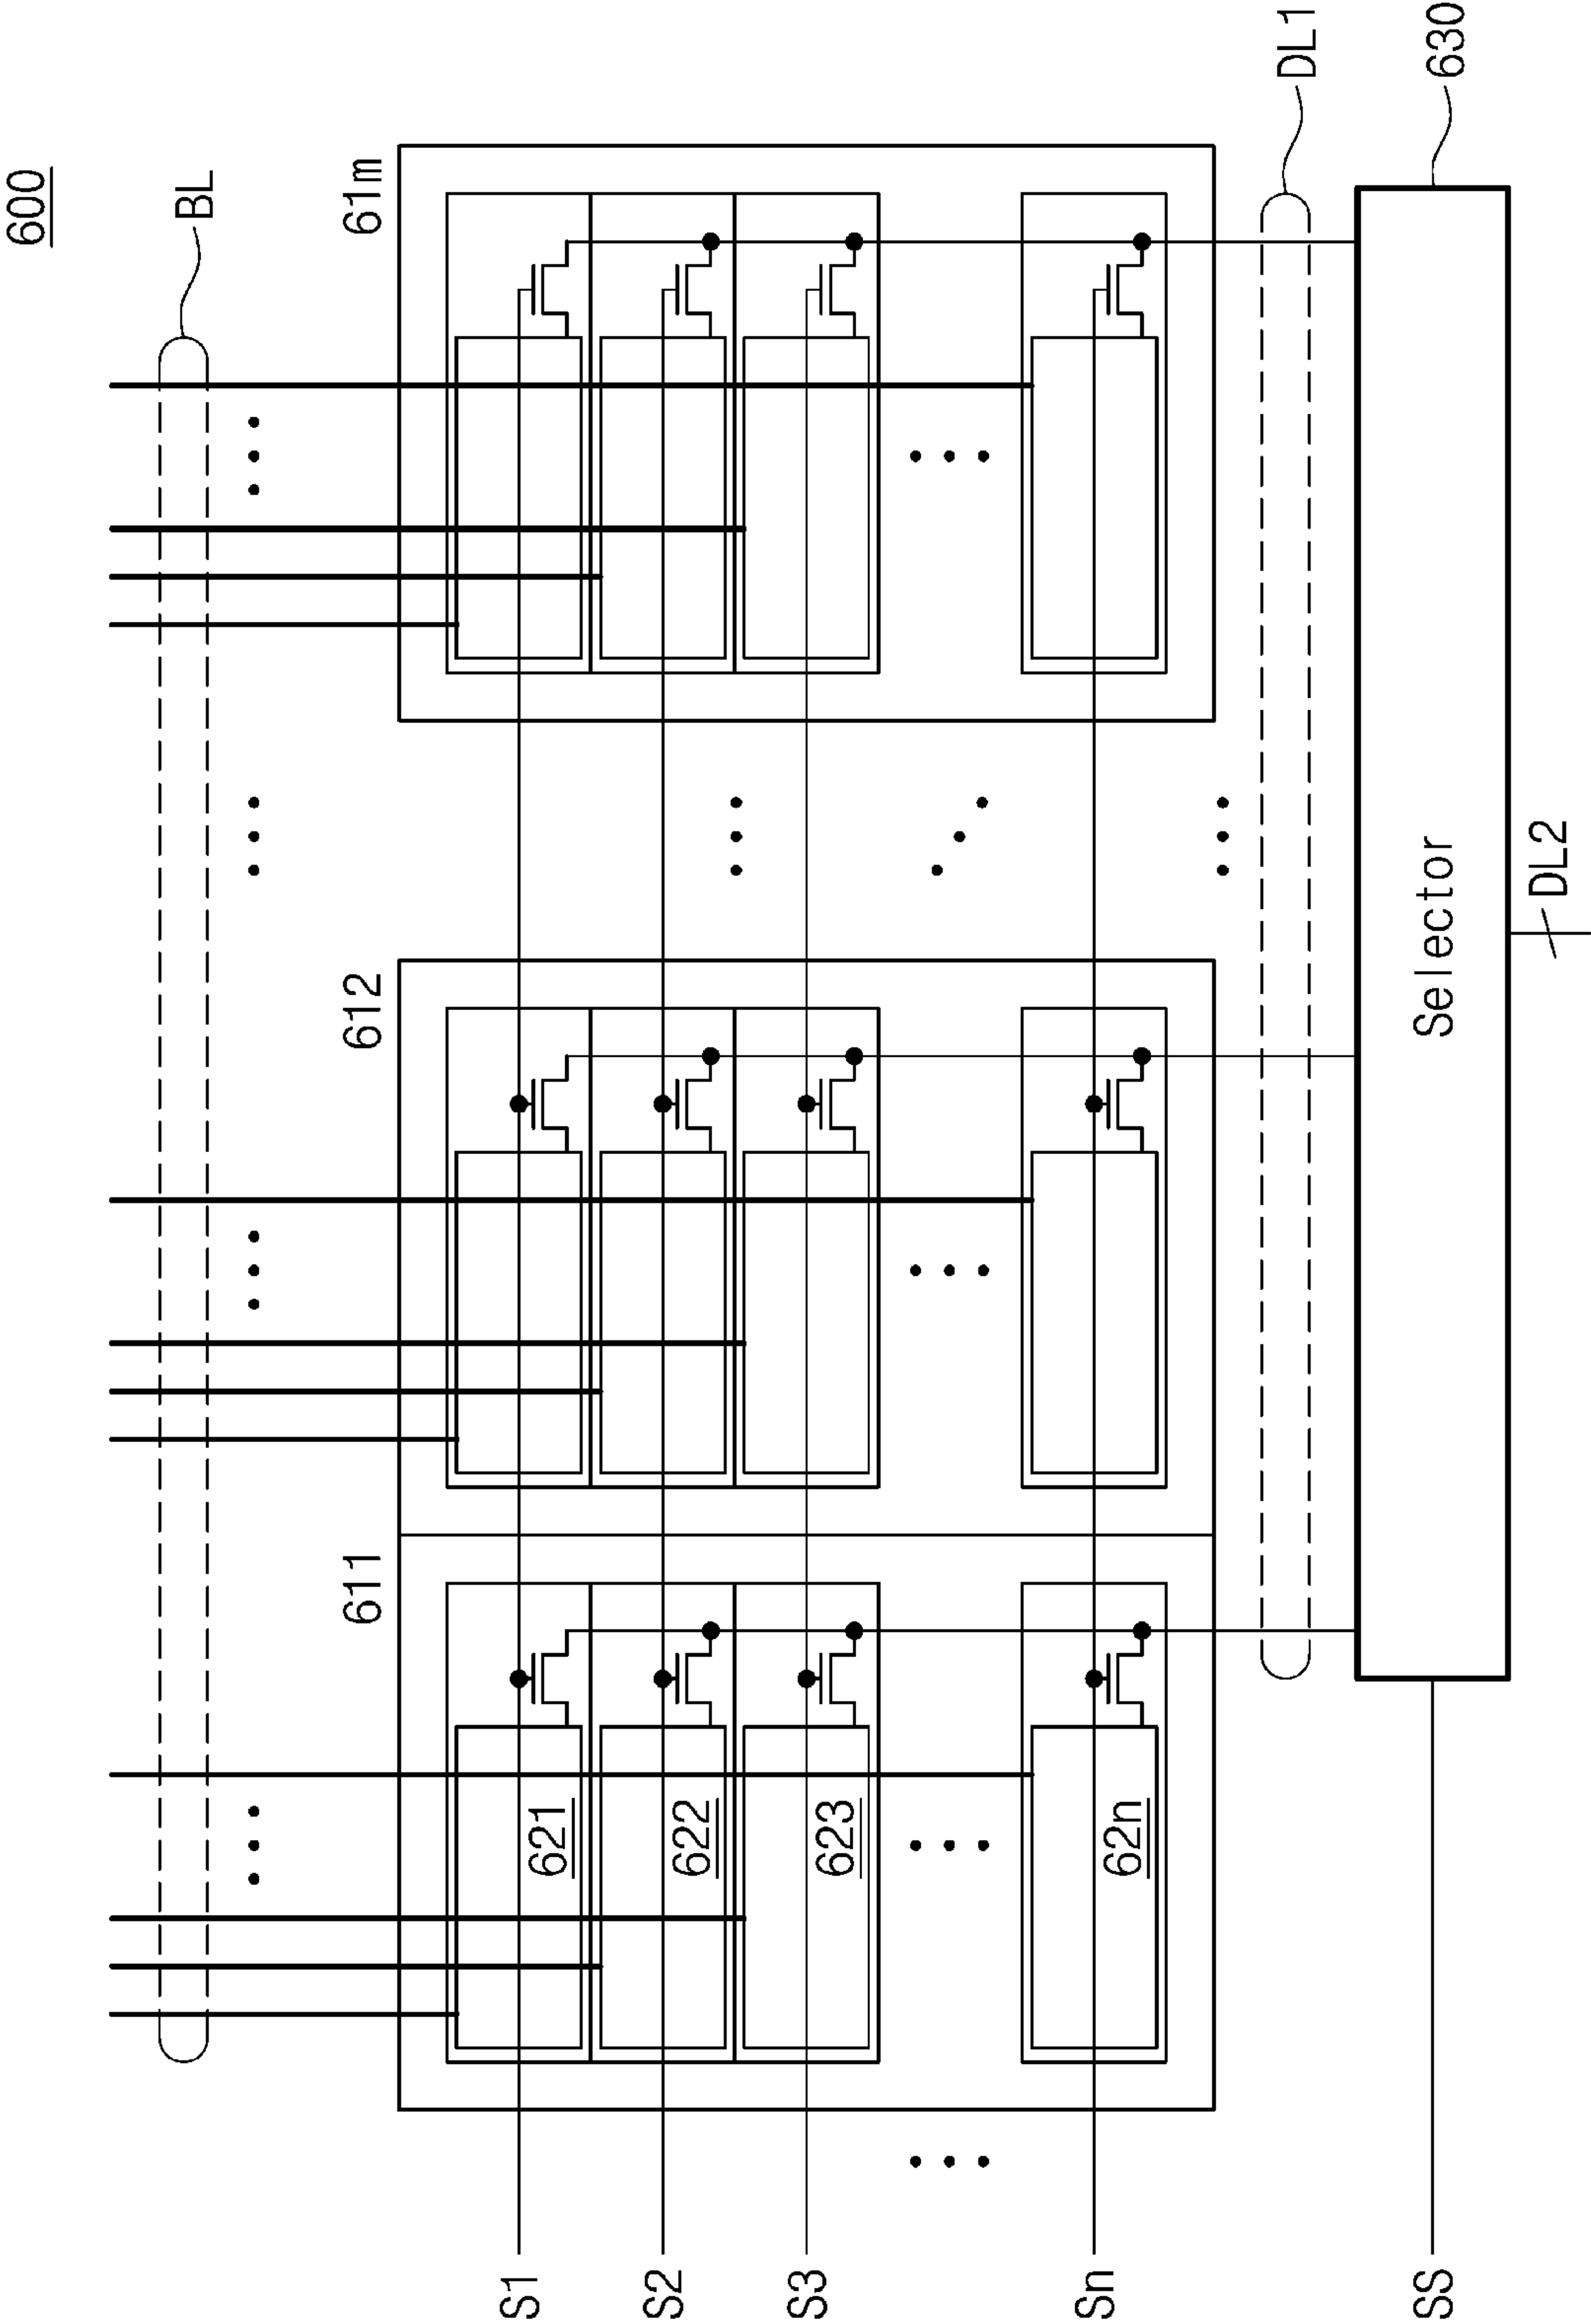 600
BL
611
612
61m
S1
621
S2
622
S3
623
Sn
62n
DL1
SS
Selector
630
DL2